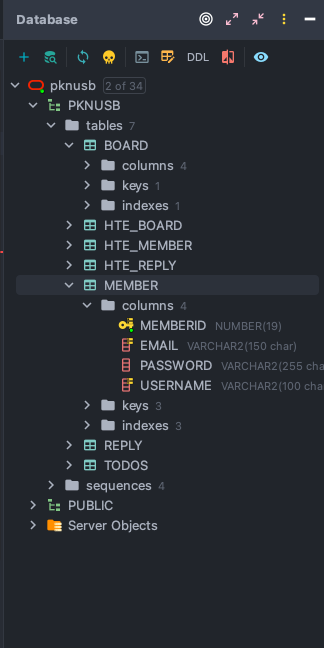 Database
DDL
pknusb 2 of 34
PKNUSB
tables 7
BOARD
columns 4
keys 1
indexes 1
HTE_BOARD
HTE_MEMBER
HTE_REPLY
MEMBER
columns 4
MEMBERID NUMBER(19)
EMAIL VARCHAR2(150 char)
PASSWORD VARCHAR2(255 cha
USERNAME VARCHAR2(100 cha
keys 3
indexes 3
REPLY
TODOS
sequences 4
PUBLIC
Server Objects